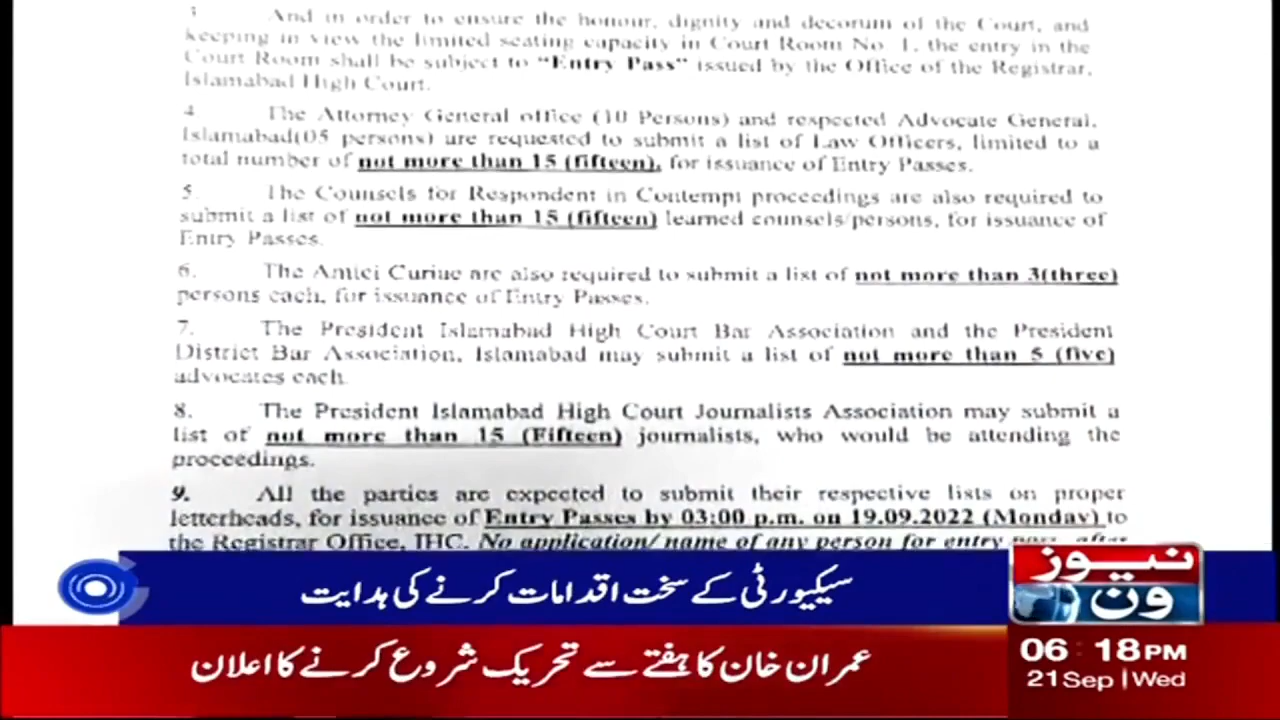 3. And in order to ensure the honour, dignity and decorum of the Court, and
keeping in view the limited seating capacity in Court Room No. 1, the entry in the
Court Room shall be subject to “Entry Pass” issued by the Office of the Registrar,
Islamabad High Court.
4. The Attorney General office (10 Persons) and respected Advocate General,
Islamabad(05 persons) are requested to submit a list of Law Officers, limited to a
total number of not more than 15 (fifteen), for issuance of Entry Passes.
5. The Counsels for Respondent in Contempt proceedings are also required to
submit a list of not more than 15 (fifteen) learned counsels/persons, for issuance of
Entry Passes.
6. The Amici Curiae are also required to submit a list of not more than 3(three)
persons each, for issuance of Entry Passes.
7. The President Islamabad High Court Bar Association and the President
District Bar Association, Islamabad may submit a list of not more than 5 (five)
advocates each.
8. The President Islamabad High Court Journalists Association may submit a
list of not more than 15 (Fifteen) journalists, who would be attending the
proceedings.
9. All the parties are expected to submit their respective lists on proper
letterheads, for issuance of Entry Passes by 03:00 p.m. on 19.09.2022 (Monday) to
the Registrar Office, IHC. No application/ name of any person for entry pass, after
سیکیورٹی کے سخت اقدامات کرنے کی ہدایت
نیوز
ون
عمران خان کا ہفتے سے تحریک شروع کرنے کا اعلان
06:18PM
21 Sep | Wed